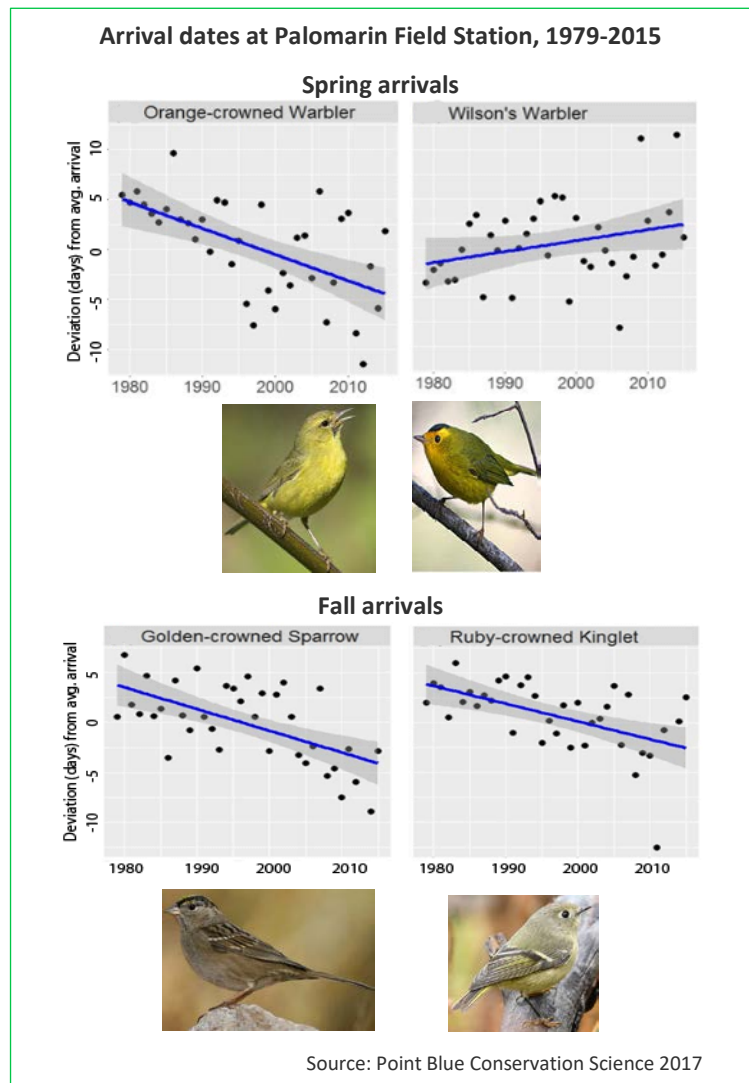 Arrival dates at Palomarin Field Station, 1979-2015
Spring arrivals
Orange-crowned Warbler
Wilson's Warbler
Deviation (days) from avg. arrival
10
5
0
-5
-10
1980 1990 2000 2010
1980 1990 2000 2010
Fall arrivals
Golden-crowned Sparrow
Ruby-crowned Kinglet
Deviation (days) from avg. arrival
5
0
-5
-10
1980 1990 2000 2010
1980 1990 2000 2010
Source: Point Blue Conservation Science 2017